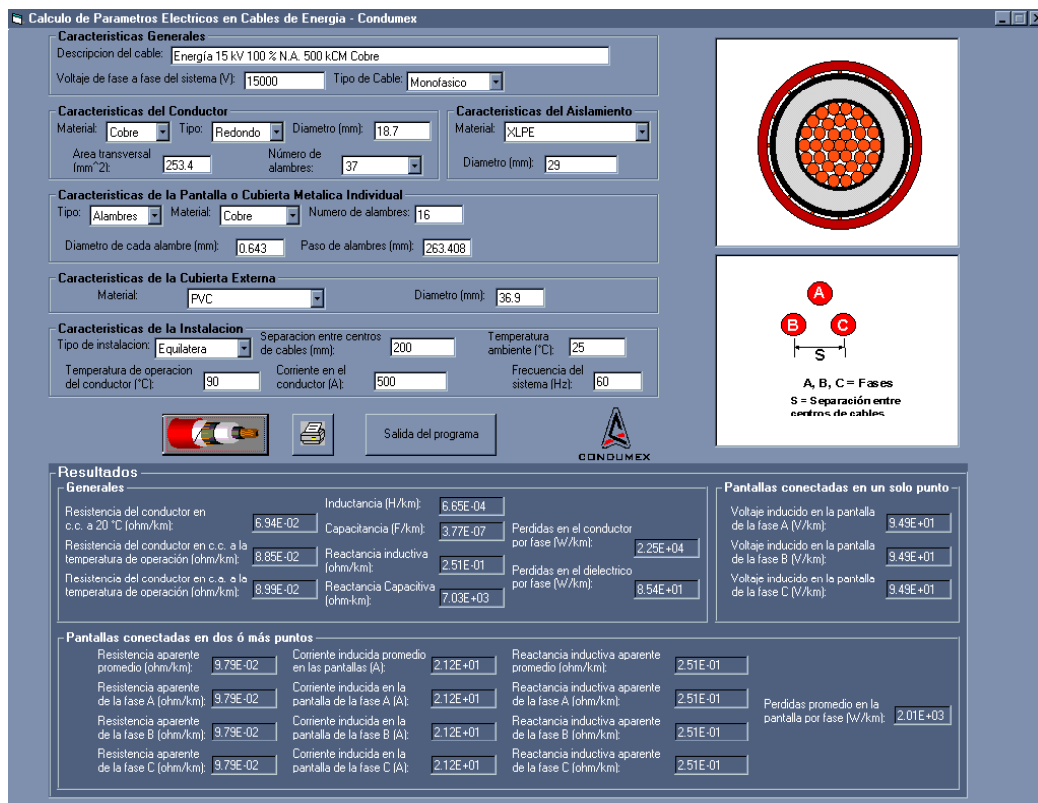 Calculo de Parametros Electricos en Cables de Energia - Condumex
Caracteristicas Generales
Descripcion del cable: Energía 15 kV 100 % N.A. 500 kCM Cobre
Voltaje de fase a fase del sistema (V): 15000 Tipo de Cable: Monofasico
Caracteristicas del Conductor
Material: Cobre Tipo: Redondo Diametro (mm): 18.7
Area transversal
(mm^2): 253.4
Número de
alambres: 37
Caracteristicas del Aislamiento
Material: XLPE
Diametro (mm): 29
Caracteristicas de la Pantalla o Cubierta Metalica Individual
Tipo: Alambres Material: Cobre Numero de alambres: 16
Diametro de cada alambre (mm): 0.643 Paso de alambres (mm): 263.408
Caracteristicas de la Cubierta Externa
Material: PVC Diametro (mm): 36.9
Caracteristicas de la Instalacion
Tipo de instalacion: Equilatera
Separacion entre centros
de cables (mm): 200
Temperatura
ambiente (°C): 25
Temperatura de operacion
del conductor (°C): 90
Corriente en el
conductor (A): 500
Frecuencia del
sistema (Hz): 60
A
B C
S
A, B, C = Fases
S = Separación entre
centros de cables
Salida del programa
CONDUMEX
Resultados
Generales
Resistencia del conductor en
c.c. a 20 °C (ohm/km): 6.94E-02
Resistencia del conductor en c.c. a la
temperatura de operación (ohm/km): 8.85E-02
Resistencia del conductor en c.a. a la
temperatura de operación (ohm/km): 8.99E-02
Inductancia (H/km): 6.65E-04
Capacitancia (F/km): 3.77E-07
Reactancia inductiva
(ohm/km): 2.51E-01
Reactancia Capacitiva
(ohm-km): 7.03E+03
Perdidas en el conductor
por fase (W/km): 2.25E+04
Perdidas en el dielectrico
por fase (W/km): 8.54E+01
Pantallas conectadas en un solo punto
Voltaje inducido en la pantalla
de la fase A (V/km): 9.49E+01
Voltaje inducido en la pantalla
de la fase B (V/km): 9.49E+01
Voltaje inducido en la pantalla
de la fase C (V/km): 9.49E+01
Pantallas conectadas en dos ó más puntos
Resistencia aparente
promedio (ohm/km): 9.79E-02
Resistencia aparente
de la fase A (ohm/km): 9.79E-02
Resistencia aparente
de la fase B (ohm/km): 9.79E-02
Resistencia aparente
de la fase C (ohm/km): 9.79E-02
Corriente inducida promedio
en las pantallas (A): 2.12E+01
Corriente inducida en la
pantalla de la fase A (A): 2.12E+01
Corriente inducida en la
pantalla de la fase B (A): 2.12E+01
Corriente inducida en la
pantalla de la fase C (A): 2.12E+01
Reactancia inductiva aparente
promedio (ohm/km): 2.51E-01
Reactancia inductiva aparente
de la fase A (ohm/km): 2.51E-01
Reactancia inductiva aparente
de la fase B (ohm/km): 2.51E-01
Reactancia inductiva aparente
de la fase C (ohm/km): 2.51E-01
Perdidas promedio en la
pantalla por fase (W/km): 2.01E+03